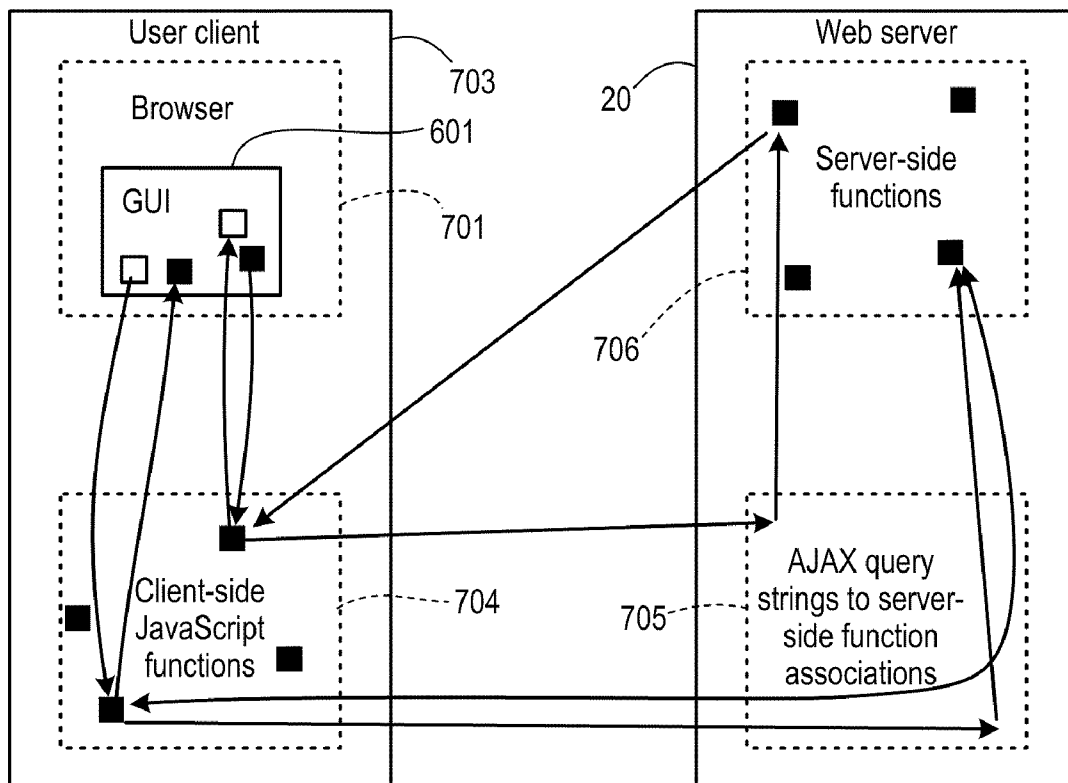 User client
Web server
703
20
Browser
601
GUI
701
Server-side
functions
706
Client-side
JavaScript
functions
704
705
AJAX query
strings to server-
side function
associations